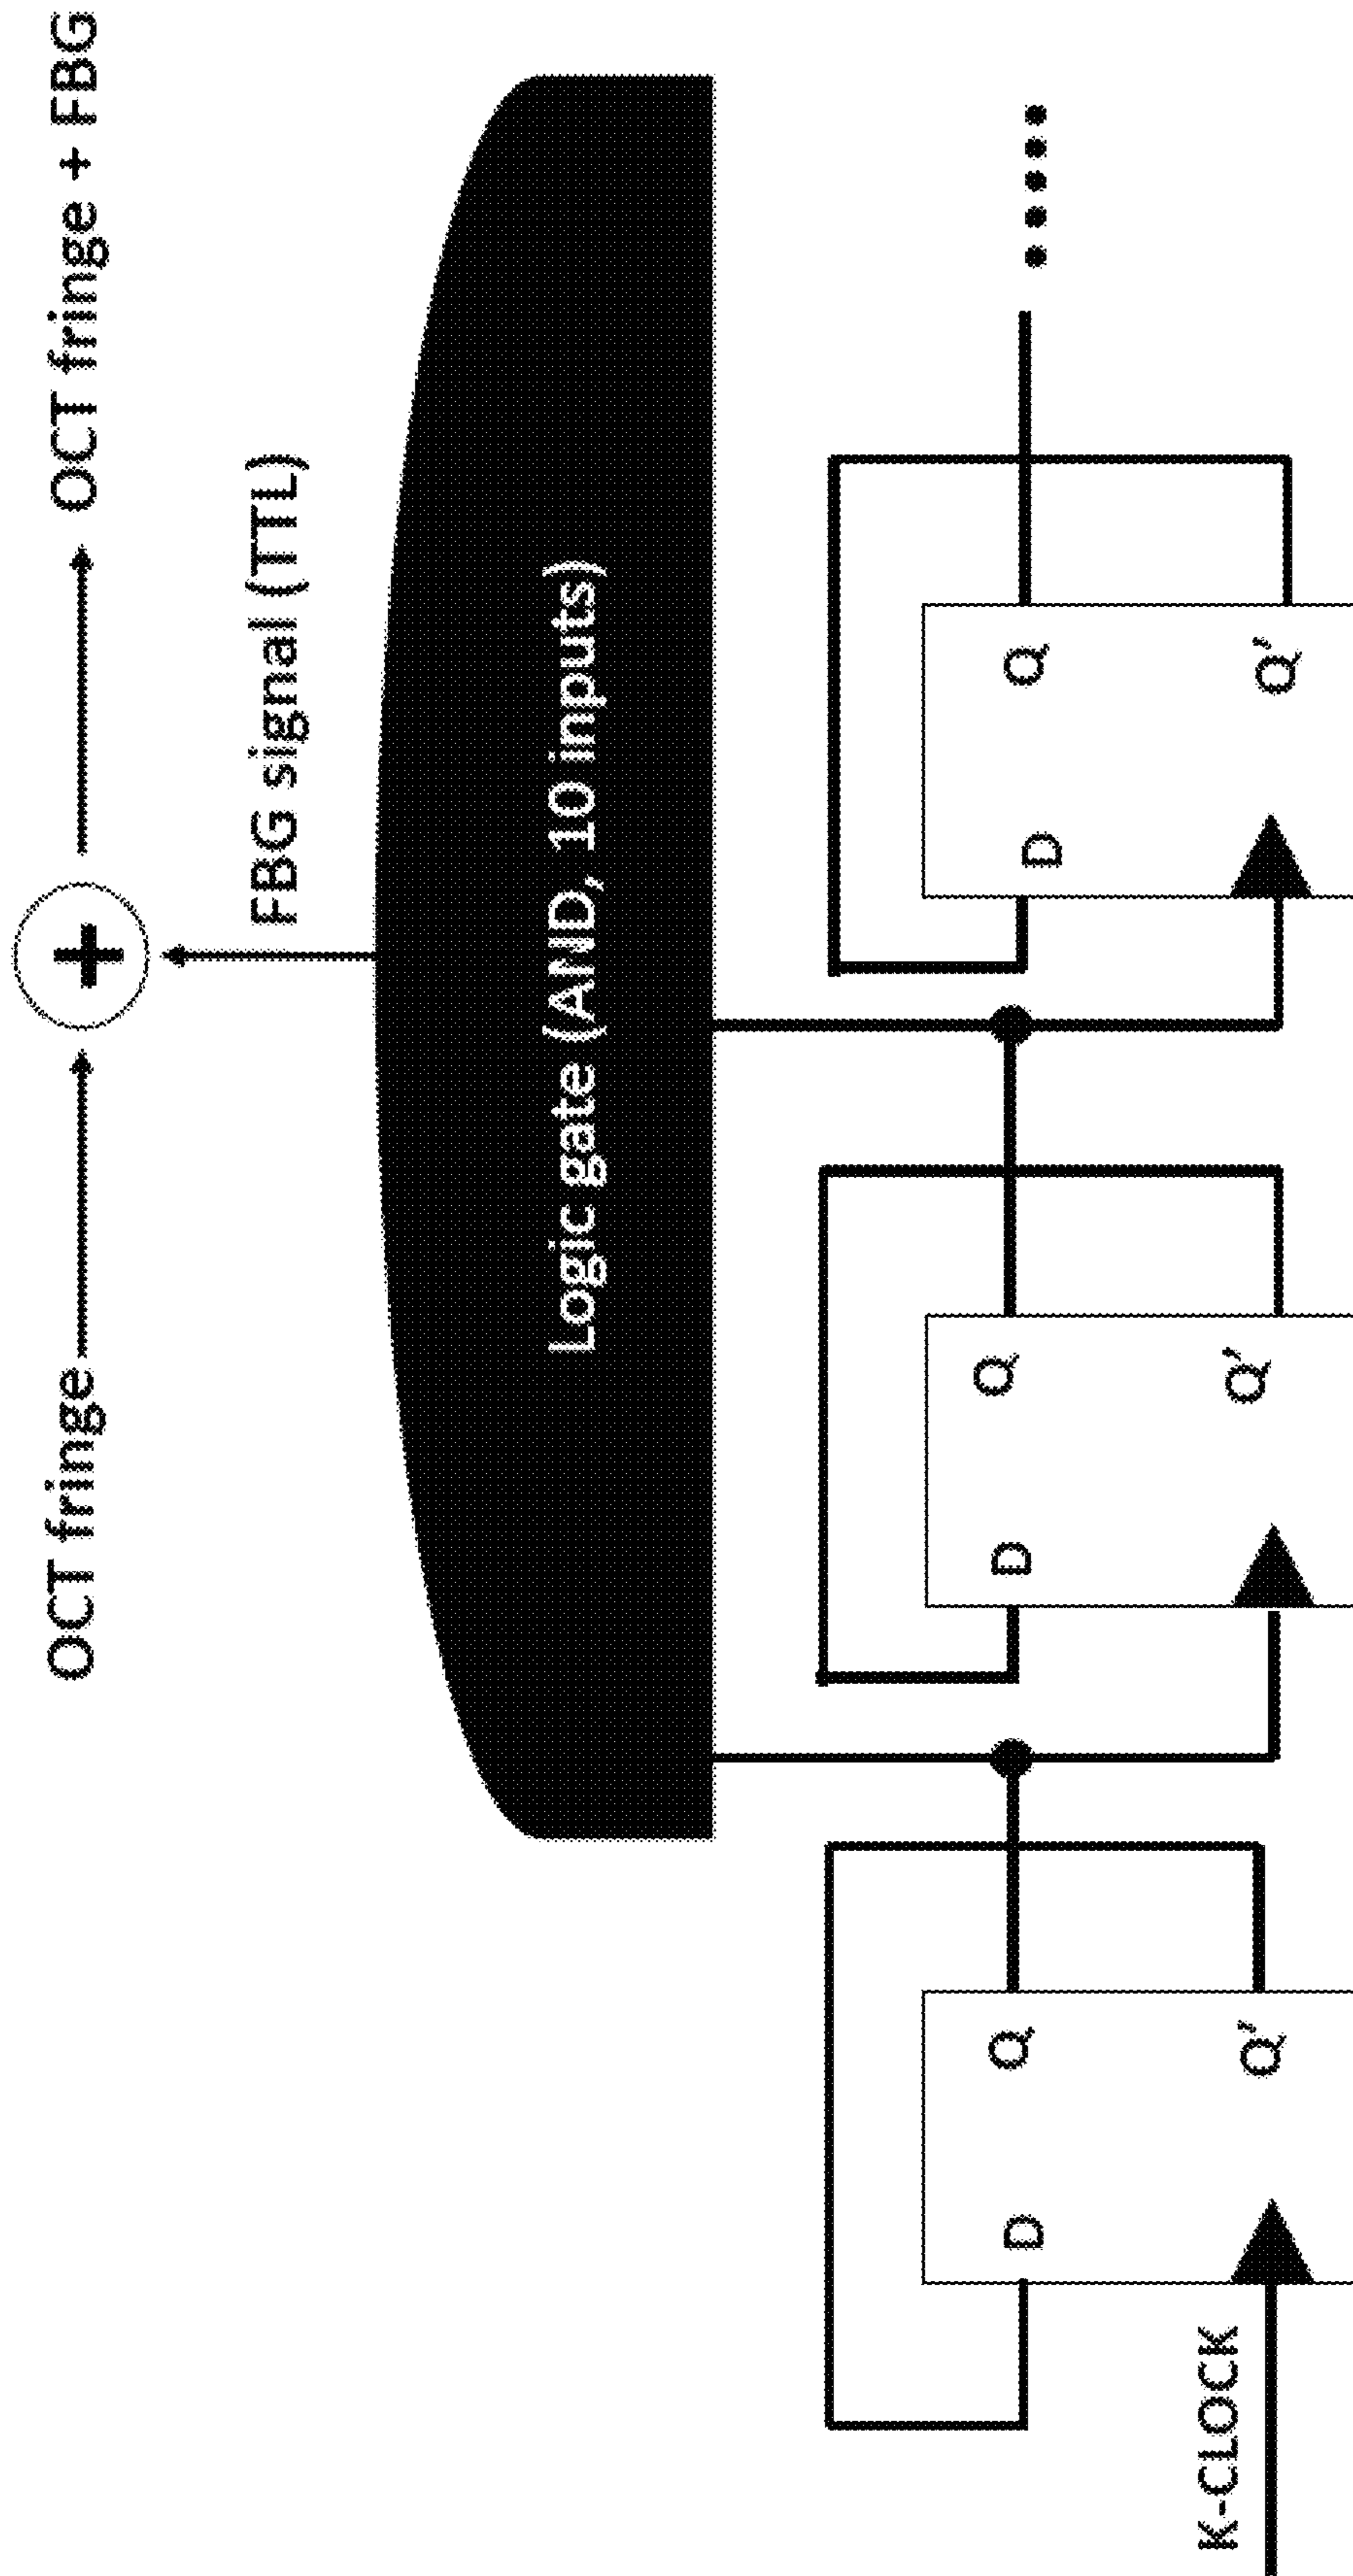 OCT fringe
+
OCT fringe + FBG
FBG signal (TTL)
Logic gate (AND, 10 inputs)
D
Q
Q'
D
Q
Q'
D
Q
Q'
K-CLOCK